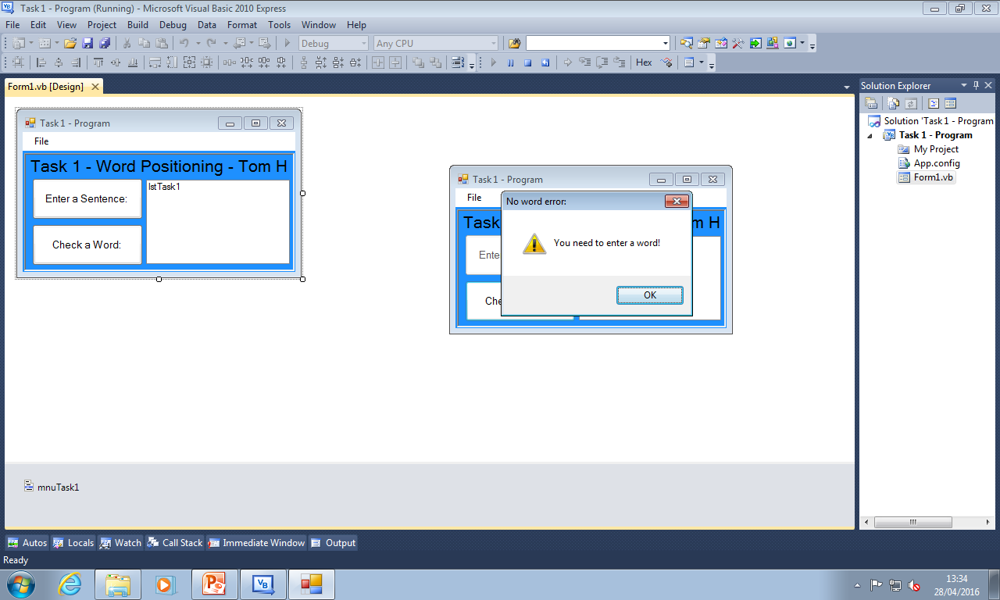 Task 1 - Program (Running) - Microsoft Visual Basic 2010 Express
File Edit View Project Build Debug Data Format Tools Window Help
Debug Any CPU
Hex
Form1.vb [Design]
Task 1 - Program
File
Task 1 - Word Positioning - Tom H
Enter a Sentence:
lstTask1
Check a Word:
Task 1 - Program
File
Task
m H
Ente
Che
No word error:
You need to enter a word!
OK
mnuTask1
Solution Explorer
Solution 'Task 1 - Program
Task 1 - Program
My Project
App.config
Form1.vb
Autos Locals Watch Call Stack Immediate Window Output
Ready
13:34
28/04/2016